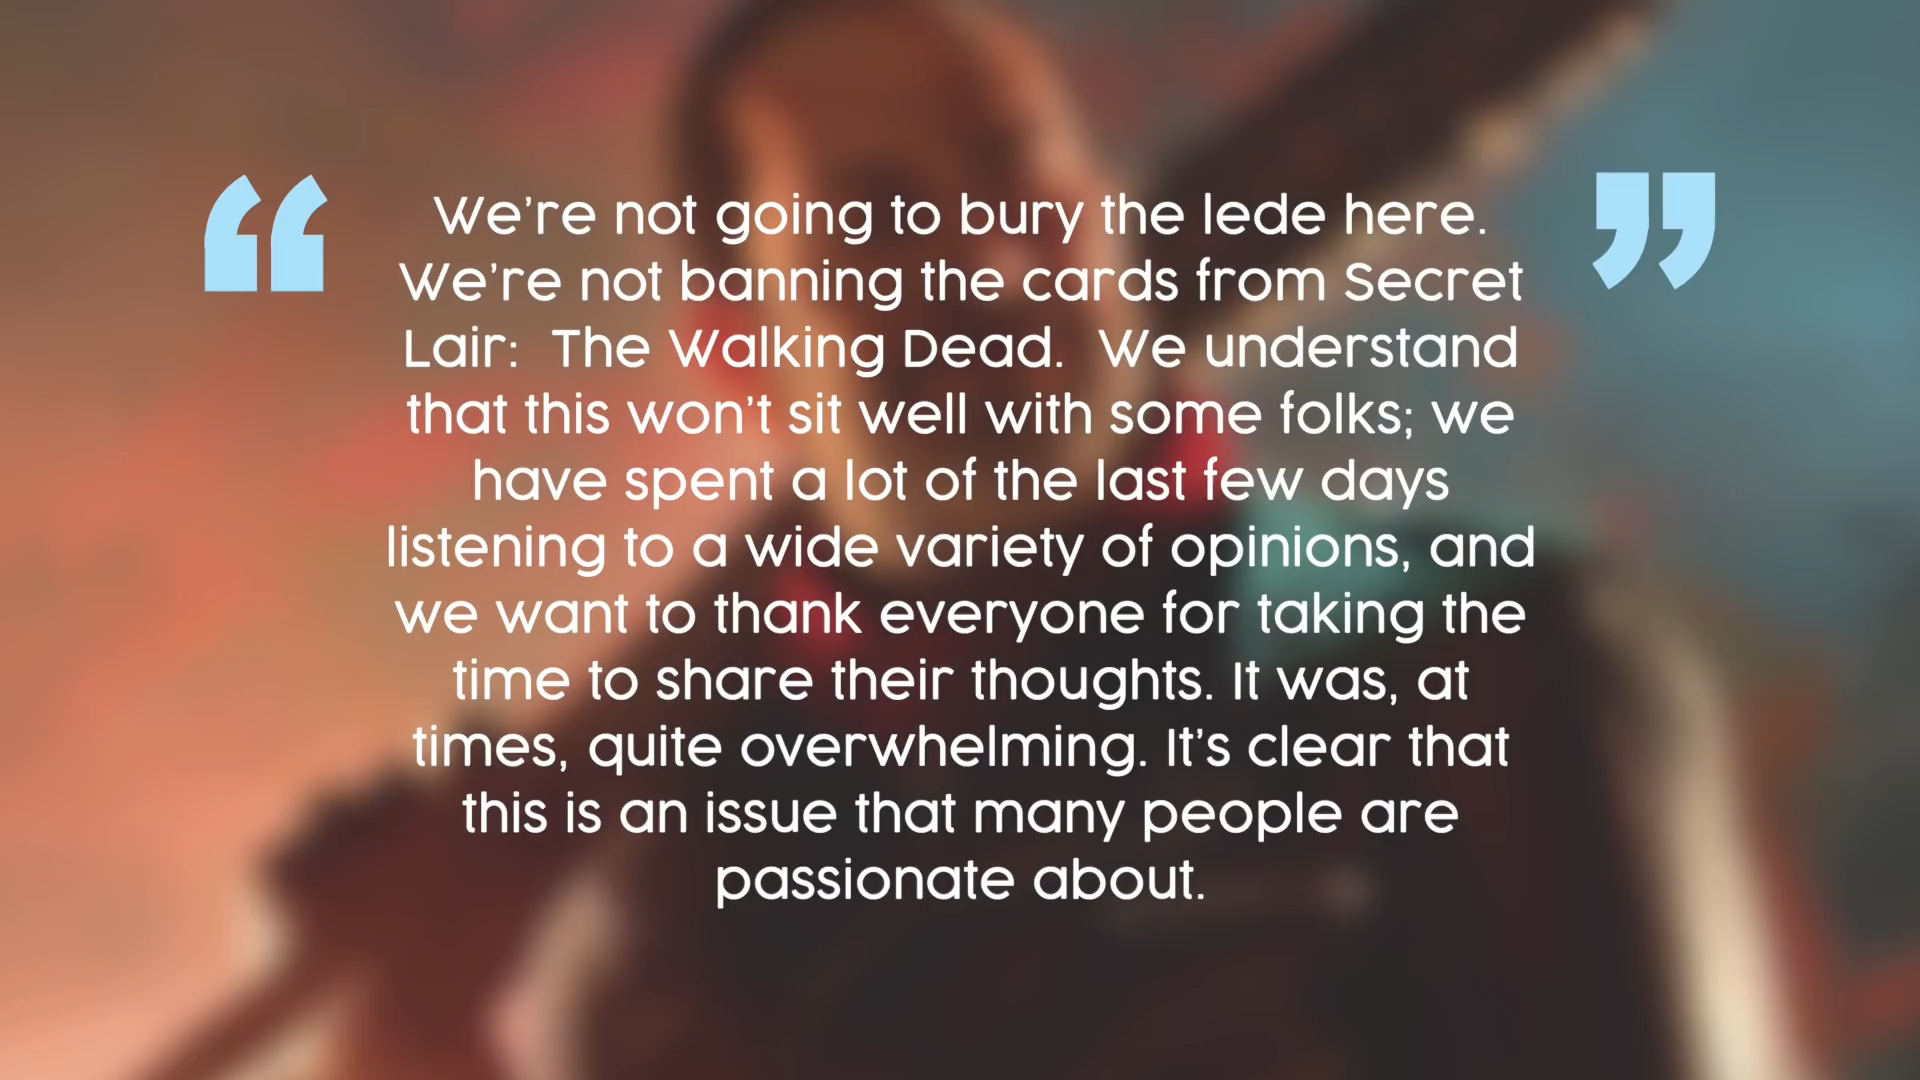 “ We’re not going to bury the lede here. ”
We’re not banning the cards from Secret
Lair:  The Walking Dead.  We understand
that this won’t sit well with some folks; we
have spent a lot of the last few days
listening to a wide variety of opinions, and
we want to thank everyone for taking the
time to share their thoughts. It was, at
times, quite overwhelming. It’s clear that
this is an issue that many people are
passionate about.